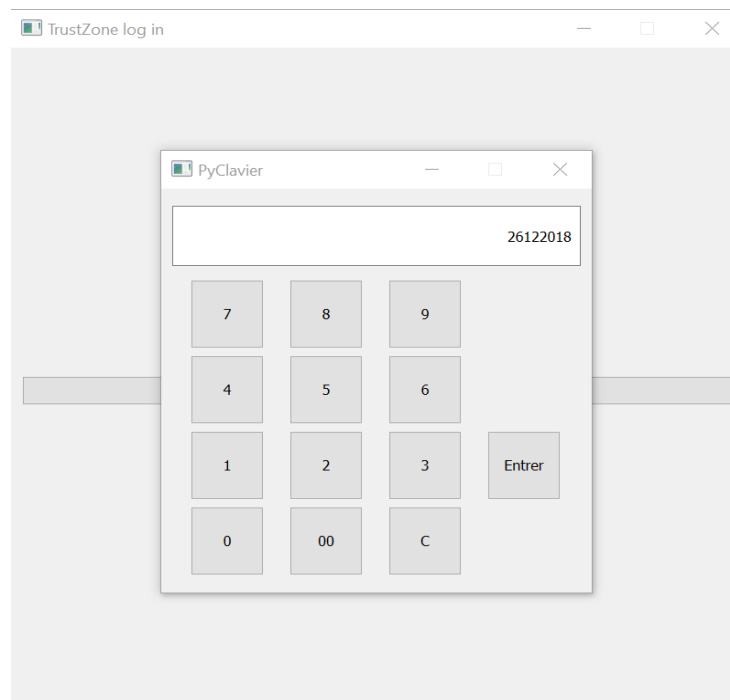 TrustZone log in
PyClavier
26122018
7 8 9
4 5 6
1 2 3 Entrer
0 00 C